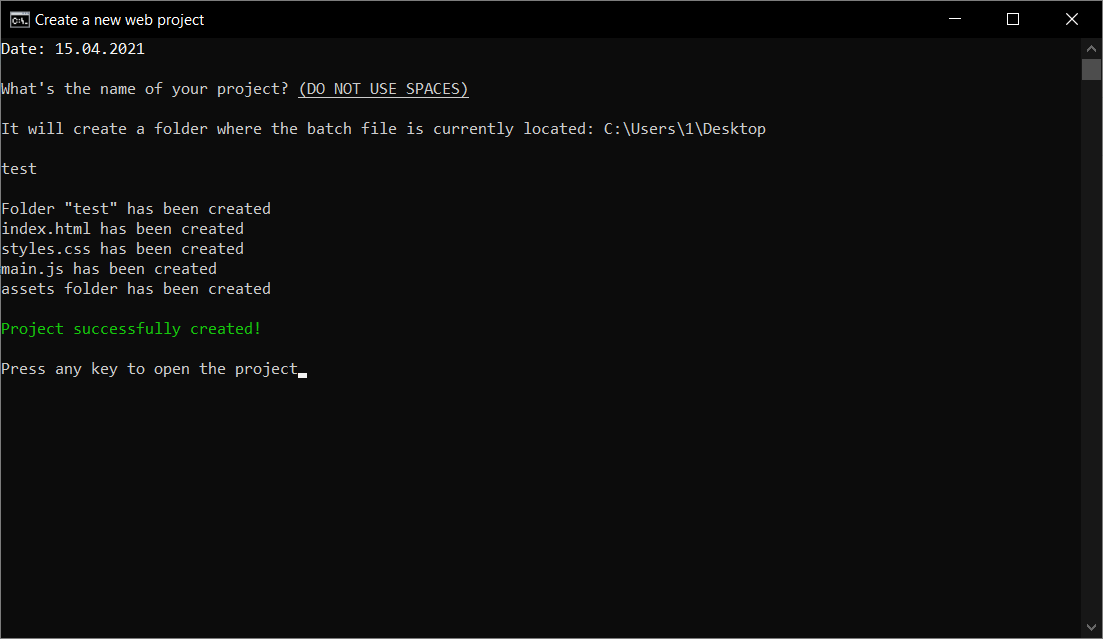 Create a new web project
Date: 15.04.2021
What's the name of your project? (DO NOT USE SPACES)
It will create a folder where the batch file is currently located: C:\Users\1\Desktop
test
Folder "test" has been created
index.html has been created
styles.css has been created
main.js has been created
assets folder has been created
Project successfully created!
Press any key to open the project